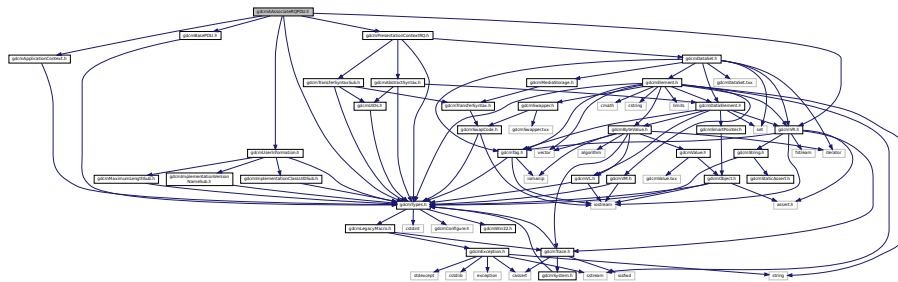 gdcmAAssociateRQPDU.h
gdcmBasePDU.h
gdcmPresentationContextRQ.h
gdcmApplicationContext.h
gdcmDataSet.h
gdcmTransferSyntaxSub.h
gdcmAbstractSyntax.h
gdcmMediaStorage.h
gdcmElement.h
gdcmDataSet.txx
gdcmUIDs.h
gdcmTransferSyntax.h
gdcmSwapper.h
cmath
cstring
limits
gdcmDataElement.h
gdcmSwapCode.h
gdcmSwapper.txx
gdcmByteValue.h
gdcmSmartPointer.h
set
gdcmVR.h
gdcmUserInformation.h
gdcmTag.h
vector
algorithm
gdcmValue.h
gdcmString.h
fstream
iterator
gdcmMaximumLengthSub.h
gdcmImplementationVersion
NameSub.h
gdcmImplementationClassUIDSub.h
iomanip
gdcmVL.h
gdcmVM.h
gdcmValue.txx
gdcmObject.h
gdcmStaticAssert.h
gdcmTypes.h
iostream
assert.h
gdcmLegacyMacro.h
cstdint
gdcmConfigure.h
gdcmWin32.h
gdcmException.h
gdcmTrace.h
stdexcept
cstdlib
exception
cassert
gdcmSystem.h
sstream
iosfwd
string